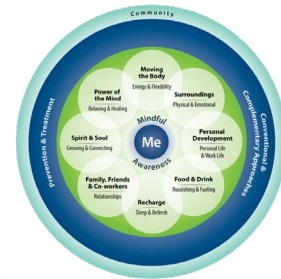 Community
Prevention & Treatment
Conventional &
Complementary Approaches
Moving
the Body
Energy & Flexibility
Surroundings
Physical & Emotional
Personal
Development
Personal Life
& Work Life
Food & Drink
Nourishing & Fueling
Recharge
Sleep & Refresh
Family, Friends
& Co-workers
Relationships
Spirit & Soul
Growing & Connecting
Power of
the Mind
Relaxing & Healing
Mindful
Awareness
Me